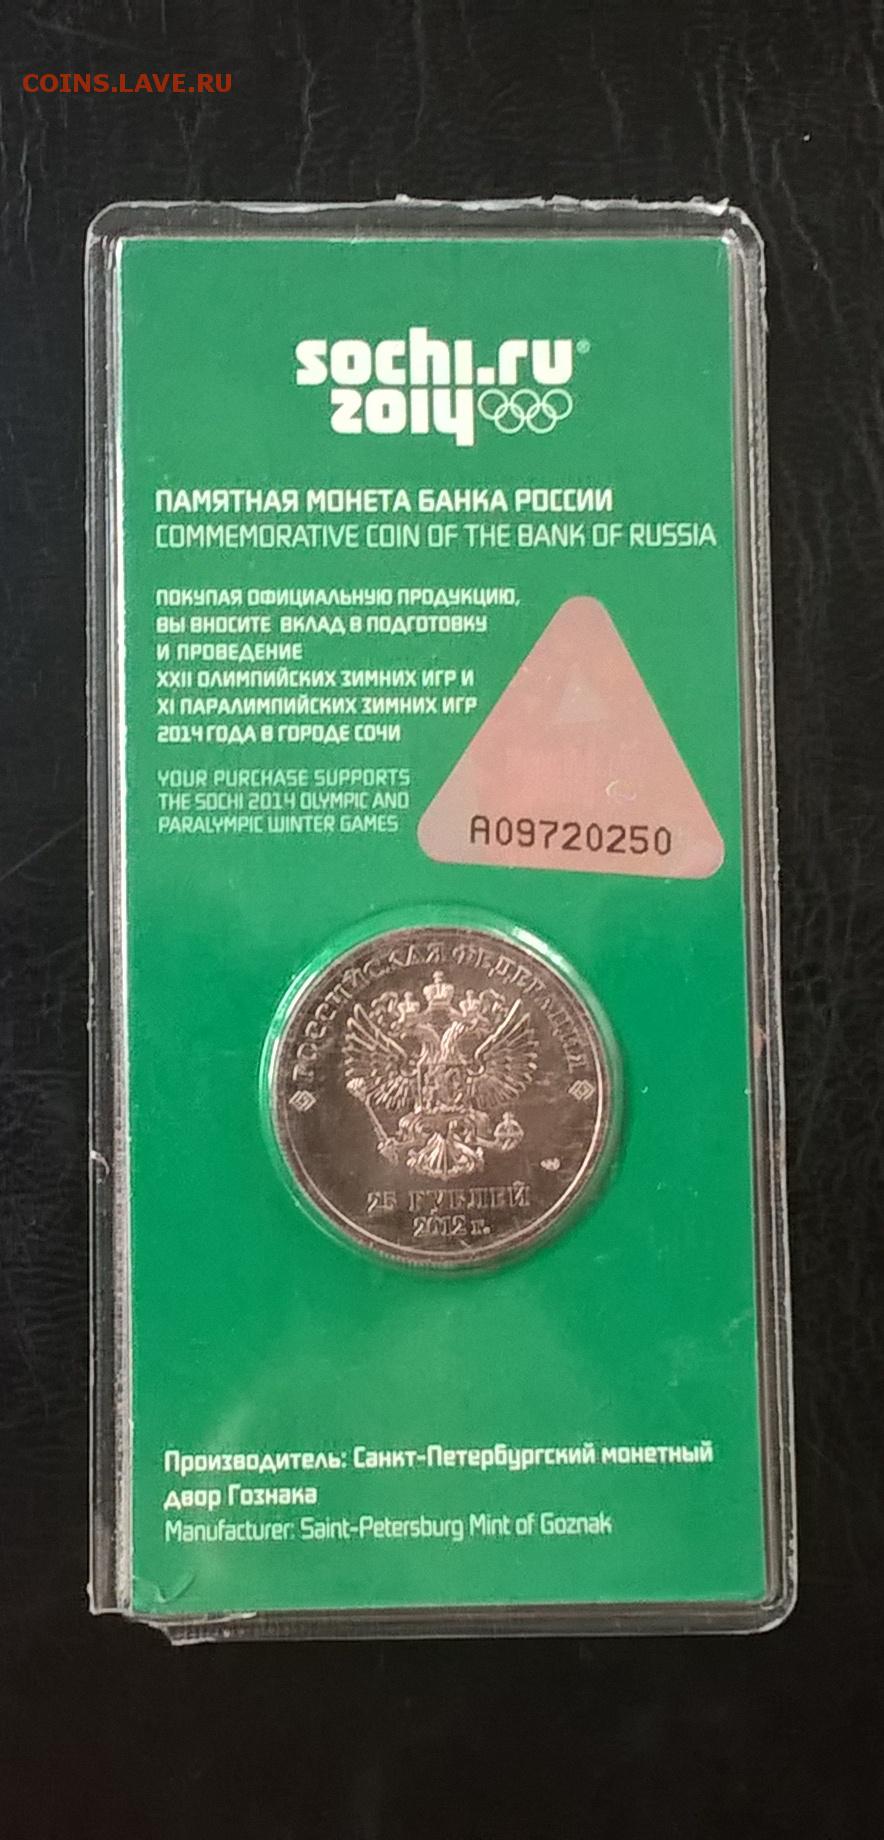 COINS.LAVE.RU
sochi.ru®
2014
ПАМЯТНАЯ МОНЕТА БАНКА РОССИИ
COMMEMORATIVE COIN OF THE BANK OF RUSSIA
ПОКУПАЯ ОФИЦИАЛЬНУЮ ПРОДУКЦИЮ,
ВЫ ВНОСИТЕ ВКЛАД В ПОДГОТОВКУ
И ПРОВЕДЕНИЕ
XXII ОЛИМПИЙСКИХ ЗИМНИХ ИГР И
XI ПАРАЛИМПИЙСКИХ ЗИМНИХ ИГР
2014 ГОДА В ГОРОДЕ СОЧИ
YOUR PURCHASE SUPPORTS
THE SOCHI 2014 OLYMPIC AND
PARALYMPIC WINTER GAMES
A09720250
РОССИЙСКАЯ ФЕДЕРАЦИЯ
25 РУБЛЕЙ
2012 г.
Производитель: Санкт-Петербургский монетный
двор Гознака
Manufacturer: Saint-Petersburg Mint of Goznak